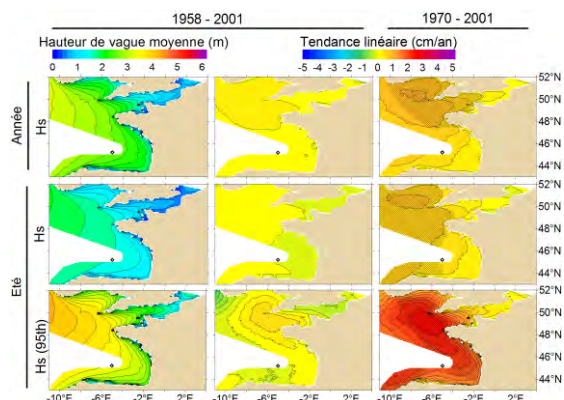 1958 - 2001 1970 - 2001
Hauteur de vague moyenne (m) Tendance linéaire (cm/an)
0 1 2 3 4 5 6 -5 -4 -3 -2 -1 0 1 2 3 4 5
Année
Hs
52°N
50°N
48°N
46°N
44°N
Eté
Hs
52°N
50°N
48°N
46°N
44°N
Hs (95th)
52°N
50°N
48°N
46°N
44°N
-10°E -6°E -2°E 2°E -10°E -6°E -2°E 2°E -10°E -6°E -2°E 2°E